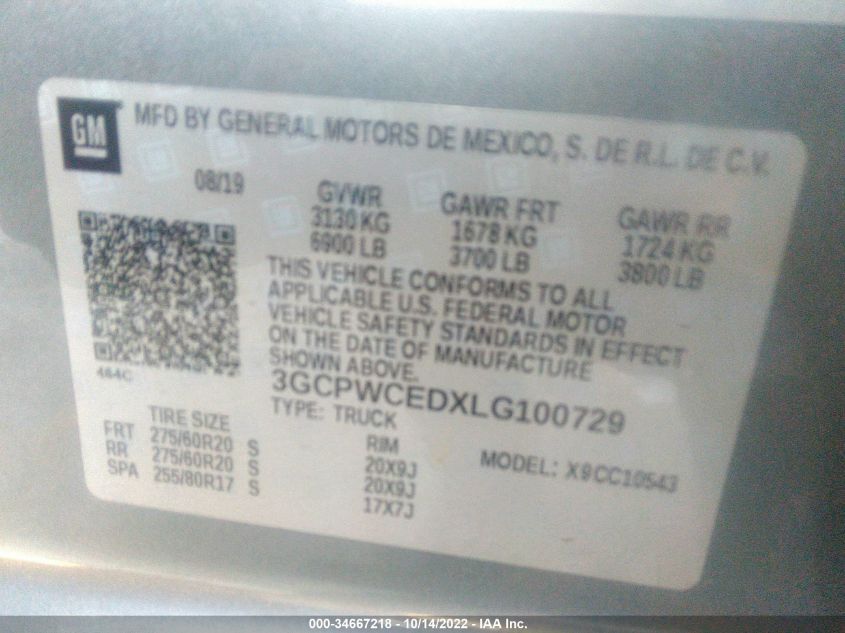 GM
MFD BY GENERAL MOTORS DE MEXICO, S. DE R.L. DE C.V.
08/19
GVWR
3130 KG
6900 LB
GAWR FRT
1678 KG
3700 LB
GAWR RR
1724 KG
3800 LB
THIS VEHICLE CONFORMS TO ALL
APPLICABLE U.S. FEDERAL MOTOR
VEHICLE SAFETY STANDARDS IN EFFECT
ON THE DATE OF MANUFACTURE
SHOWN ABOVE.
484C
3GCPWCEDXLG100729
TYPE: TRUCK
MODEL: X9CC10543
TIRE SIZE RIM
FRT 275/60R20 S 20X9J
RR 275/60R20 S 20X9J
SPA 255/80R17 S 17X7J
000-34667218 - 10/14/2022 - IAA Inc.